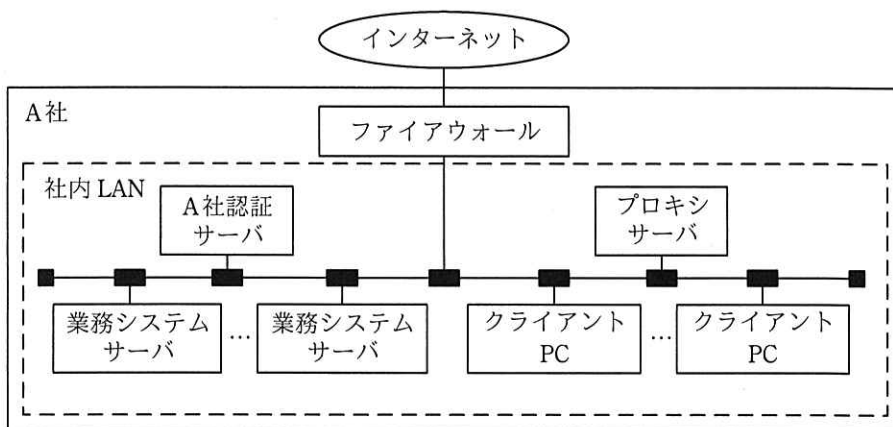 インターネット
A社
ファイアウォール
社内 LAN
A社認証
サーバ
プロキシ
サーバ
業務システム
サーバ
…
業務システム
サーバ
クライアント
PC
…
クライアント
PC